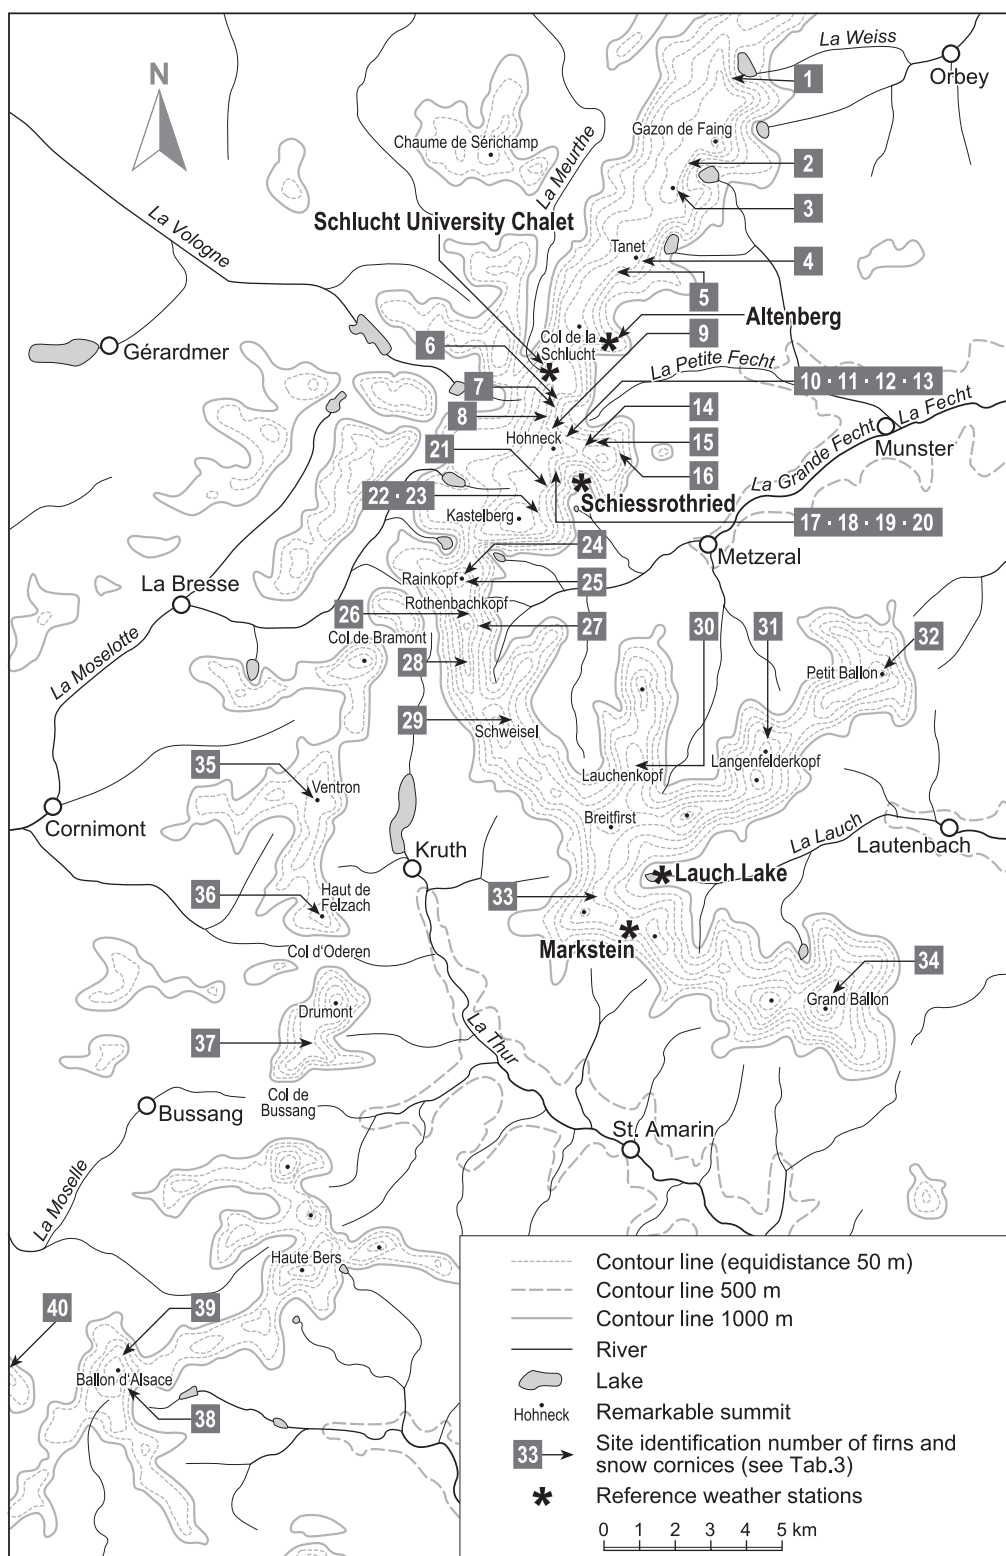 La Weiss
Orbey
N
1
Gazon de Faing
Chaume de Sérichamp
La Meurthe
2
3
La Vologne
Schlucht University Chalet
Tanet
4
5
Altenberg
9
6
Col de la
Schlucht
Gérardmer
La Petite Fecht
10 · 11 · 12 · 13
7
8
14
La Fecht
Munster
Hohneck
15
21
16
La Grande Fecht
22 · 23
Schiessrothried
Kastelberg
17 · 18 · 19 · 20
24
Metzeral
Rainkopf
25
La Bresse
Rothenbachkopf
26
27
30
31
32
Col de Bramont
28
La Moselotte
Petit Ballon
29
Schweisel
35
Ventron
Lauchenkopf
Langenfelderkopf
Cornimont
Breitfirst
La Lauch
Lautenbach
Kruth
Lauch Lake
36
Haut de
Felzach
33
Markstein
Col d'Oderen
34
Drumont
Grand Ballon
37
La Thur
Col de
Bussang
Bussang
St. Amarin
La Moselle
Haute Bers
40
39
Ballon d'Alsace
38
Contour line (equidistance 50 m)
Contour line 500 m
Contour line 1000 m
River
Lake
Hohneck
Remarkable summit
33
Site identification number of firns and
snow cornices (see Tab.3)
Reference weather stations
0 1 2 3 4 5 km